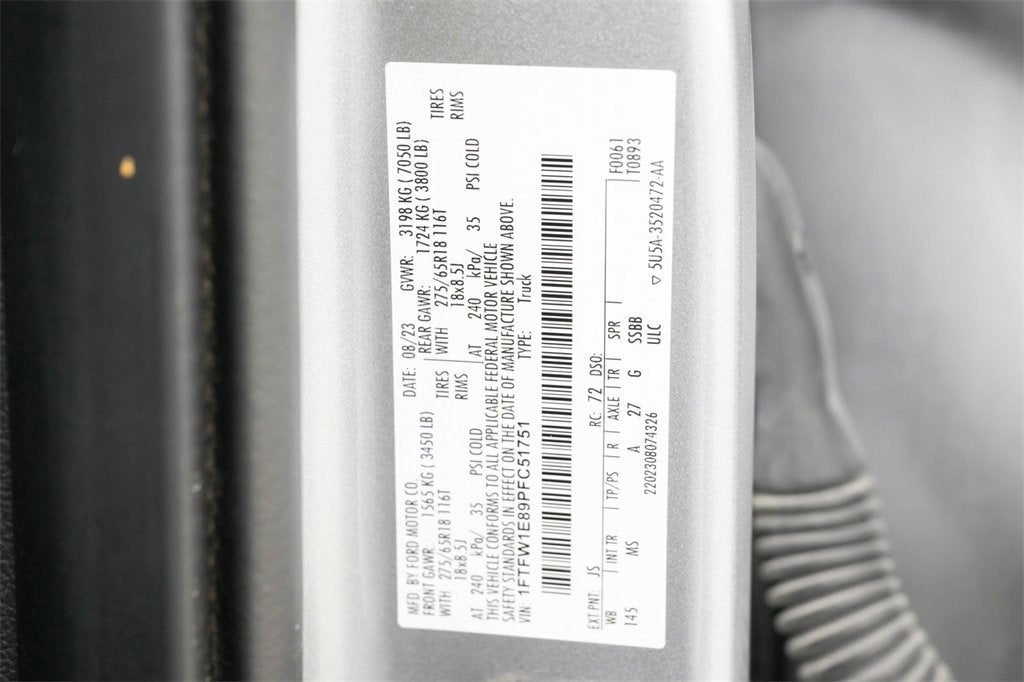 MFD. BY FORD MOTOR CO. DATE: 08/23 GVWR: 3198 KG ( 7050 LB)
FRONT GAWR: 1565 KG ( 3450 LB) REAR GAWR: 1724 KG ( 3800 LB)
WITH 275/65R18 116T TIRES WITH 275/65R18 116T TIRES
18x8.5J RIMS 18x8.5J RIMS
AT 240 kPa/ 35 PSI COLD AT 240 kPa/ 35 PSI COLD
THIS VEHICLE CONFORMS TO ALL APPLICABLE FEDERAL MOTOR VEHICLE
SAFETY STANDARDS IN EFFECT ON THE DATE OF MANUFACTURE SHOWN ABOVE.
VIN: 1FTFW1E89PFC51751 TYPE: Truck
EXT PNT: JS RC: 72 DSO:
WB INT TR TP/PS R AXLE TR SPR F0061
145 MS A 27 G SSBB T0893
2202308074326 ULC
▽ 5U5A-3520472-AA